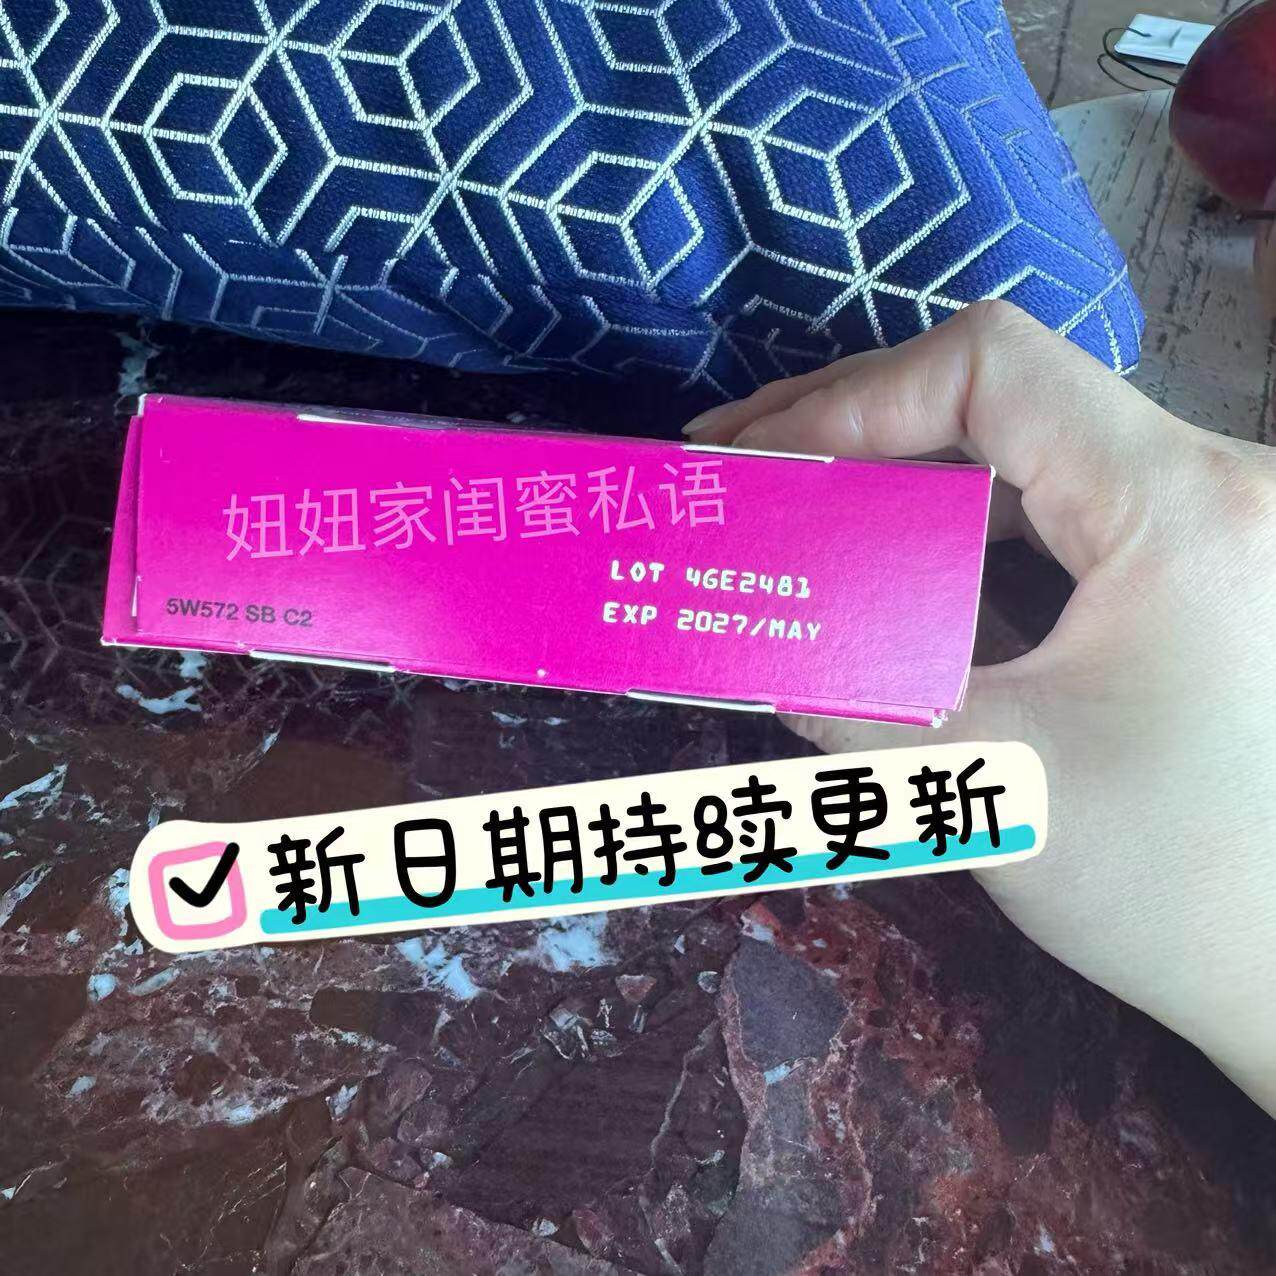 妞妞家闺蜜私语
LOT 4GE2481
EXP 2027/MAY
5W572 SB C2
新日期持续更新